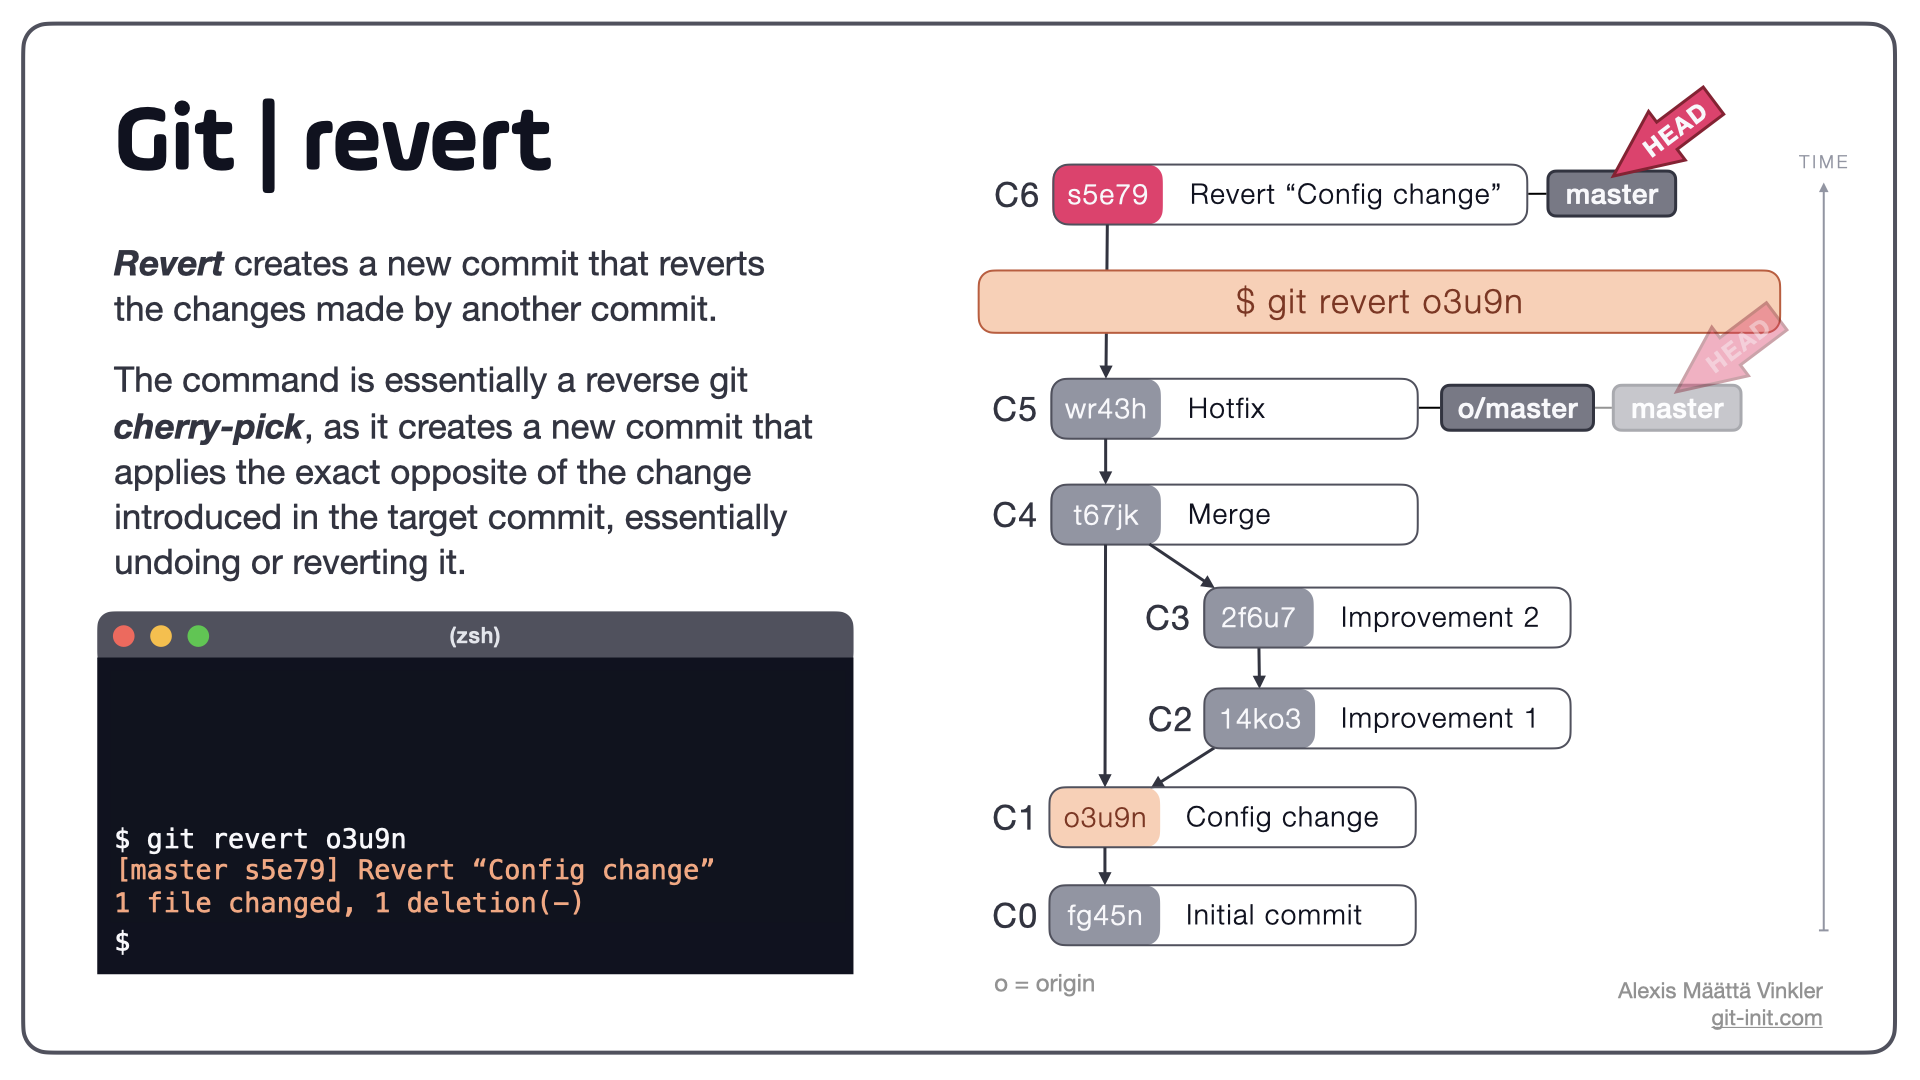 Git | revert
Revert creates a new commit that reverts
the changes made by another commit.
The command is essentially a reverse git
cherry-pick, as it creates a new commit that
applies the exact opposite of the change
introduced in the target commit, essentially
undoing or reverting it.
(zsh)
$ git revert o3u9n
[master s5e79] Revert “Config change”
1 file changed, 1 deletion(–)
$
HEAD
TIME
C6 s5e79 Revert “Config change” master
$ git revert o3u9n
HEAD
C5 wr43h Hotfix o/master master
C4 t67jk Merge
C3 2f6u7 Improvement 2
C2 14ko3 Improvement 1
C1 o3u9n Config change
C0 fg45n Initial commit
o = origin
Alexis Määttä Vinkler
git-init.com